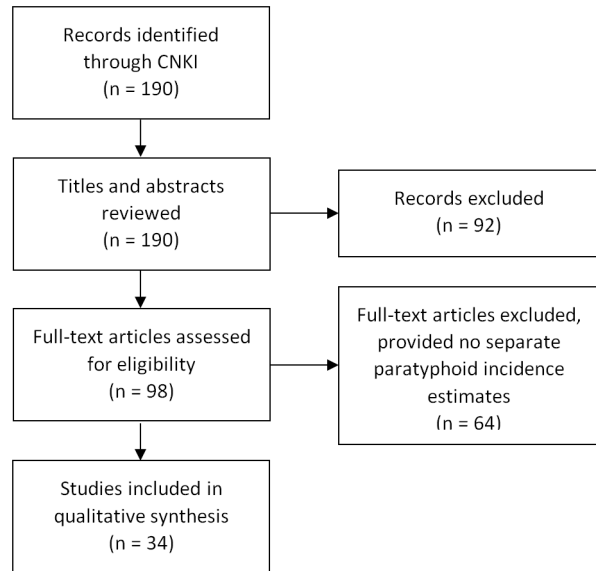 Records identified
through CNKI
(n = 190)
Titles and abstracts
reviewed
(n = 190)
Records excluded
(n = 92)
Full-text articles assessed
for eligibility
(n = 98)
Full-text articles excluded,
provided no separate
paratyphoid incidence
estimates
(n = 64)
Studies included in
qualitative synthesis
(n = 34)